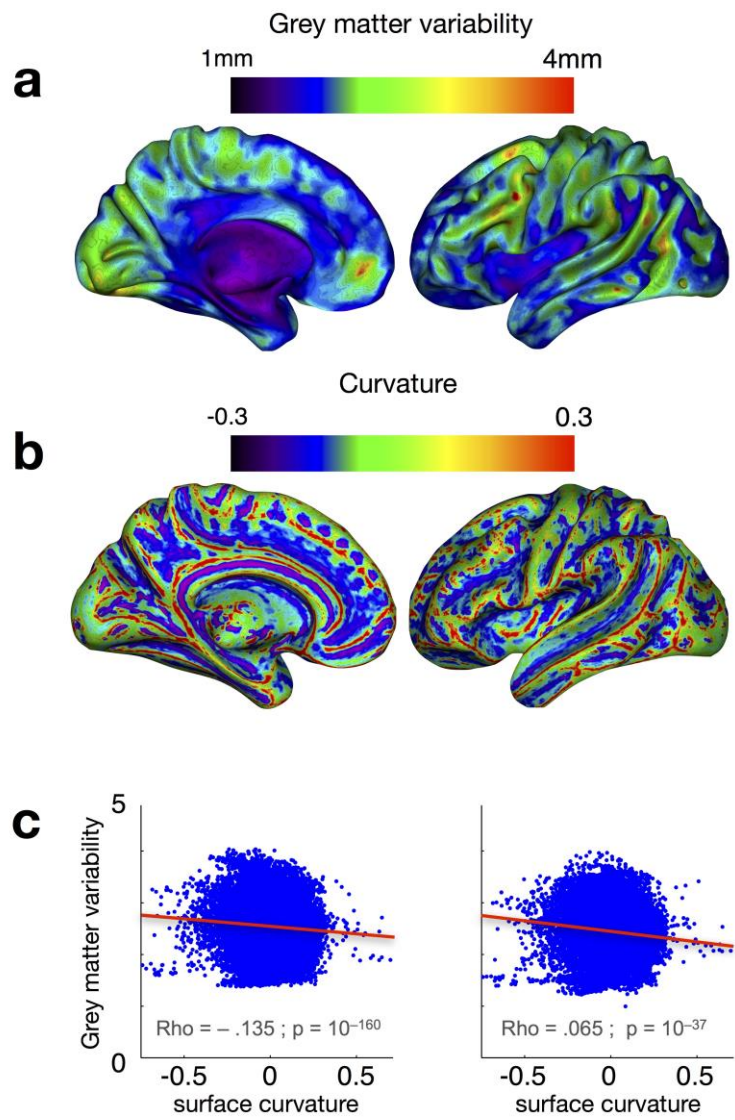 Grey matter variability
1mm 4mm
a
Curvature
-0.3 0.3
b
c
5
0
Grey matter variability
Rho = – .135 ; p = 10⁻¹⁶⁰
Rho = .065 ; p = 10⁻³⁷
-0.5 0 0.5
-0.5 0 0.5
surface curvature
surface curvature